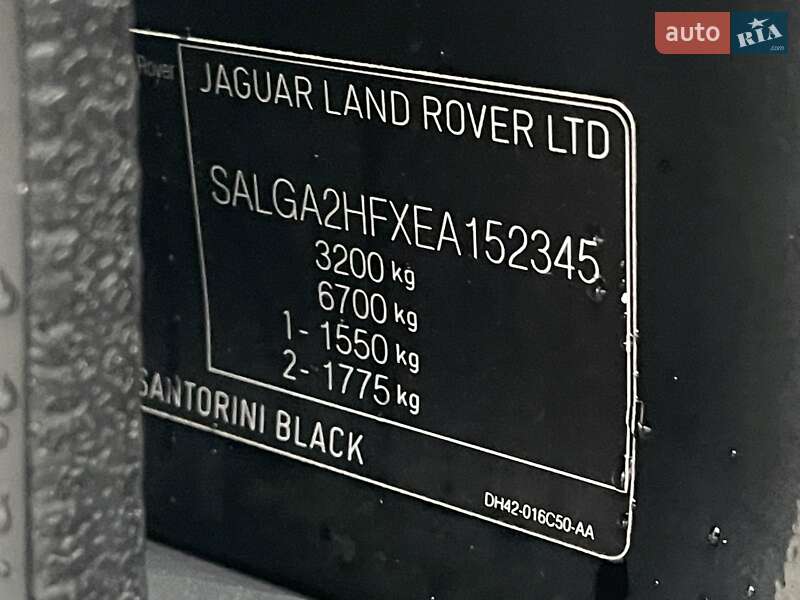 auto RIA
.com
Rover
JAGUAR LAND ROVER LTD
SALGA2HFXEA152345
3200 kg
6700 kg
1- 1550 kg
2- 1775 kg
SANTORINI BLACK
DH42-016C50-AA